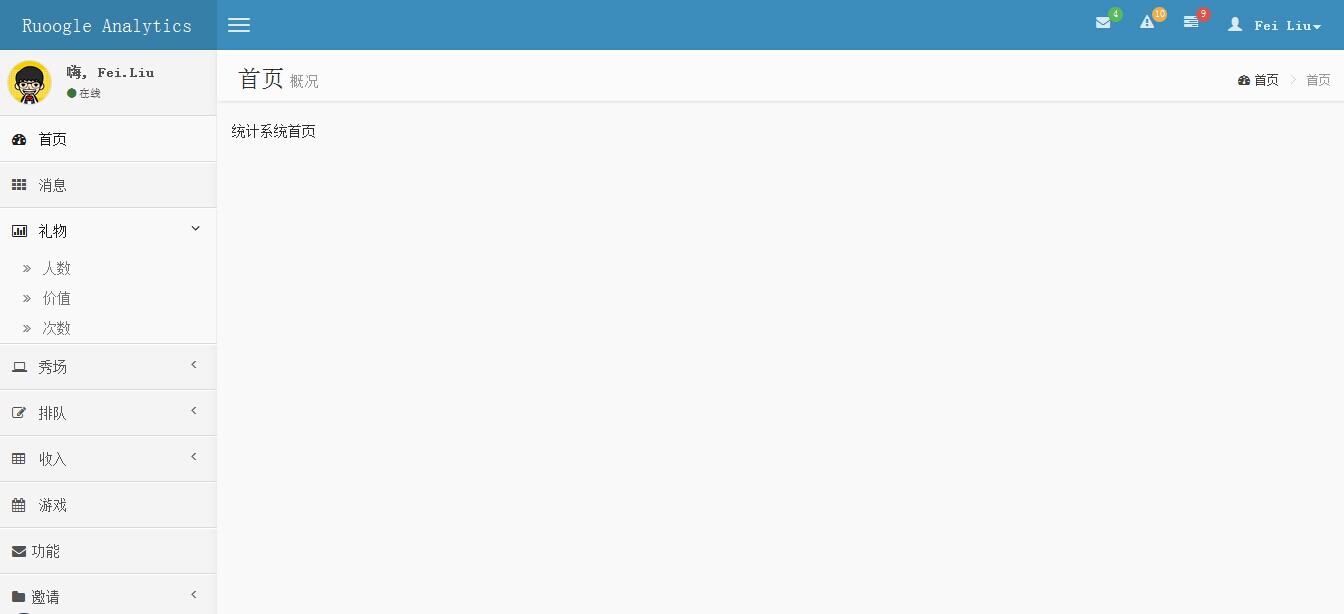 Ruoogle Analytics
4
10
9
Fei Liu
嗨, Fei.Liu
在线
首页 概况
首页 首页
统计系统首页
首页
消息
礼物
人数
价值
次数
秀场
排队
收入
游戏
功能
邀请